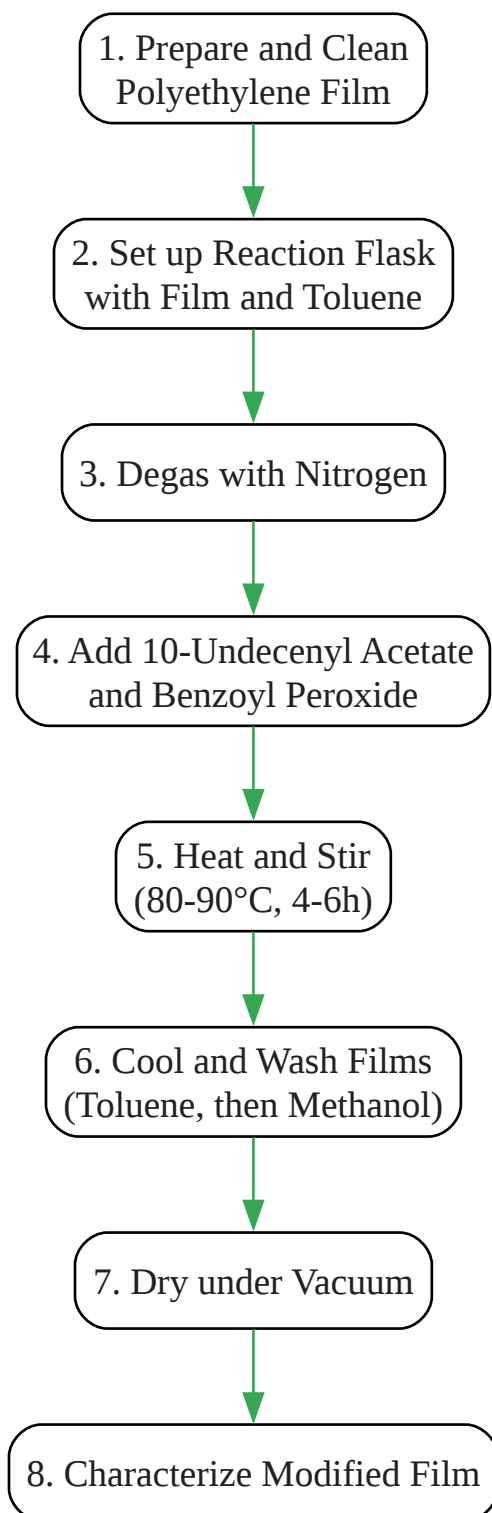 1. Prepare and Clean
Polyethylene Film
2. Set up Reaction Flask
with Film and Toluene
3. Degas with Nitrogen
4. Add 10-Undecenyl Acetate
and Benzoyl Peroxide
5. Heat and Stir
(80-90°C, 4-6h)
6. Cool and Wash Films
(Toluene, then Methanol)
7. Dry under Vacuum
8. Characterize Modified Film